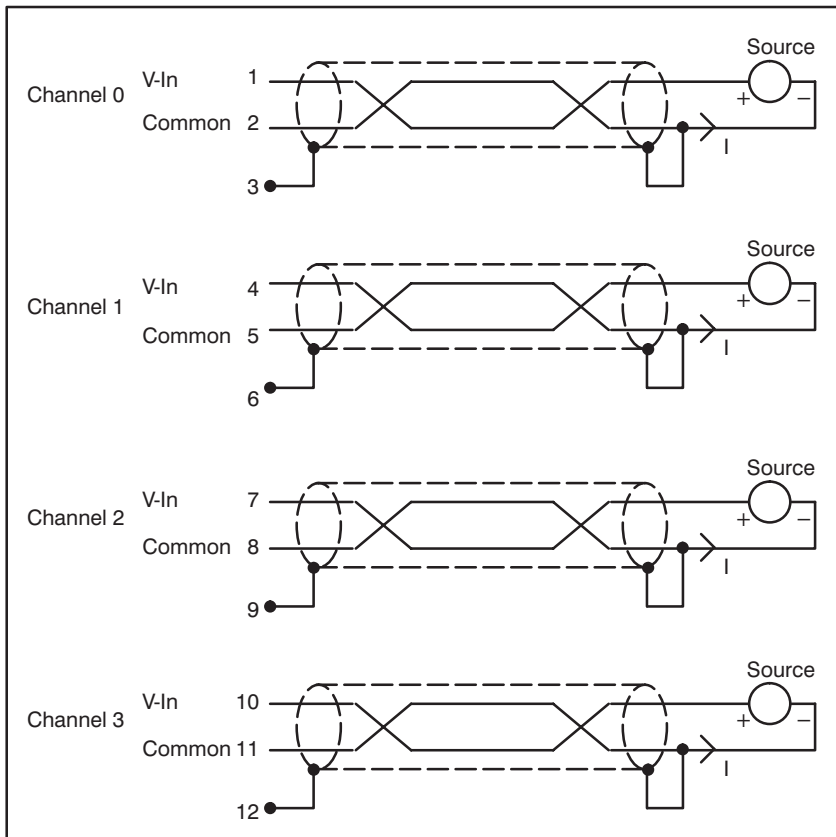 Source
Channel 0 V-In 1
Common 2
+ −
I
3
Source
Channel 1 V-In 4
Common 5
+ −
I
6
Source
Channel 2 V-In 7
Common 8
+ −
I
9
Source
Channel 3 V-In 10
Common 11
+ −
I
12